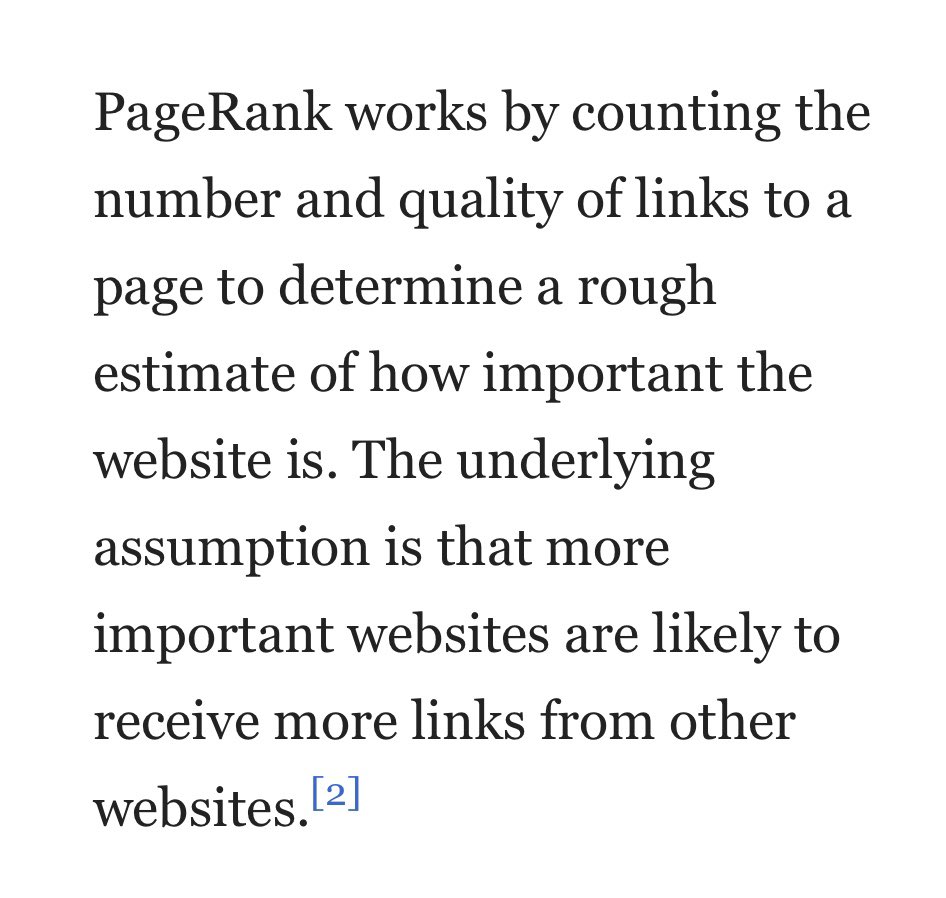 PageRank works by counting the
number and quality of links to a
page to determine a rough
estimate of how important the
website is. The underlying
assumption is that more
important websites are likely to
receive more links from other
websites.[2]